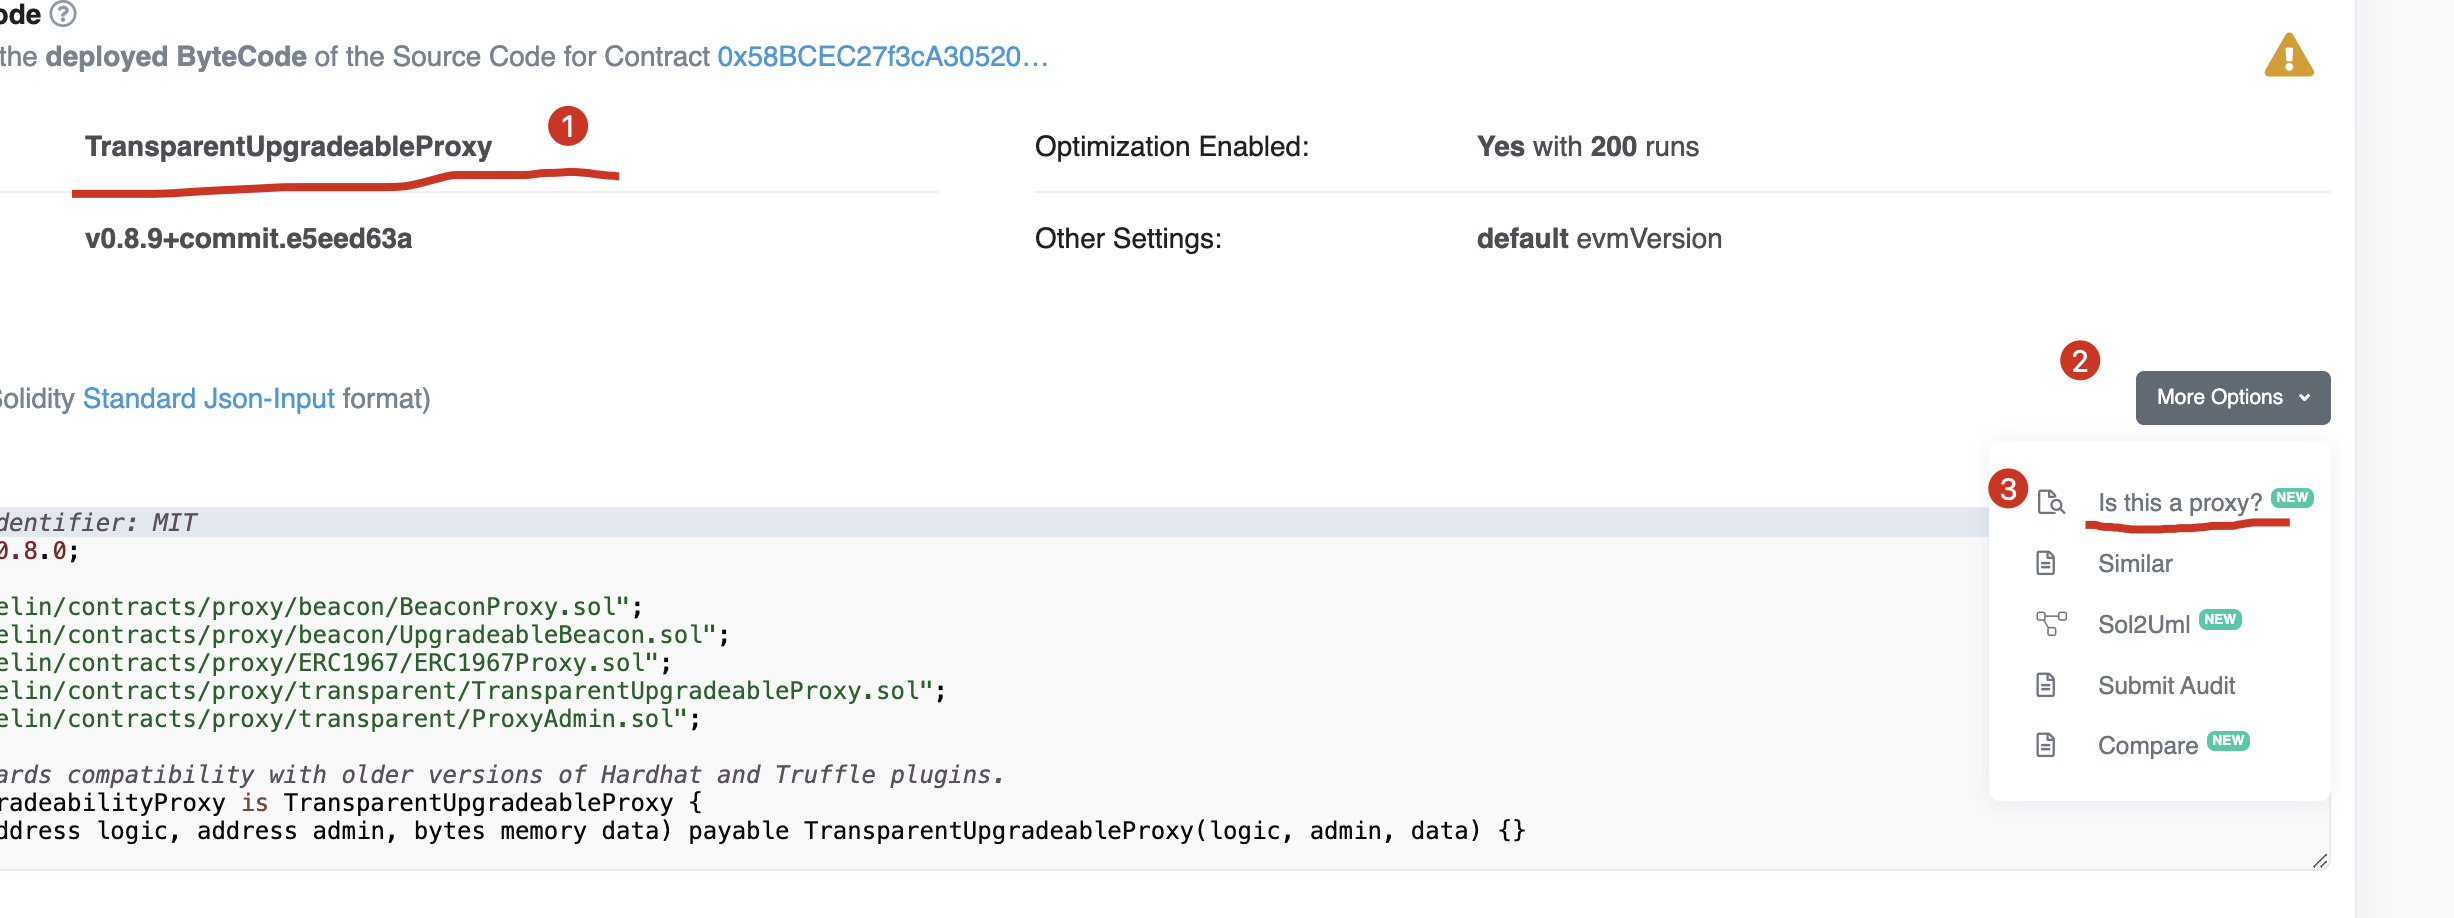 ode
the deployed ByteCode of the Source Code for Contract 0x58BCEC27f3cA30520...
TransparentUpgradeableProxy
1
Optimization Enabled:
Yes with 200 runs
v0.8.9+commit.e5eed63a
Other Settings:
default evmVersion
2
Solidity Standard Json-Input format)
More Options
3
Is this a proxy? NEW
Similar
Sol2Uml NEW
Submit Audit
Compare NEW
dentifier: MIT
0.8.0;
elin/contracts/proxy/beacon/BeaconProxy.sol";
elin/contracts/proxy/beacon/UpgradeableBeacon.sol";
elin/contracts/proxy/ERC1967/ERC1967Proxy.sol";
elin/contracts/proxy/transparent/TransparentUpgradeableProxy.sol";
elin/contracts/proxy/transparent/ProxyAdmin.sol";
ards compatibility with older versions of Hardhat and Truffle plugins.
radeabilityProxy is TransparentUpgradeableProxy {
ddress logic, address admin, bytes memory data) payable TransparentUpgradeableProxy(logic, admin, data) {}